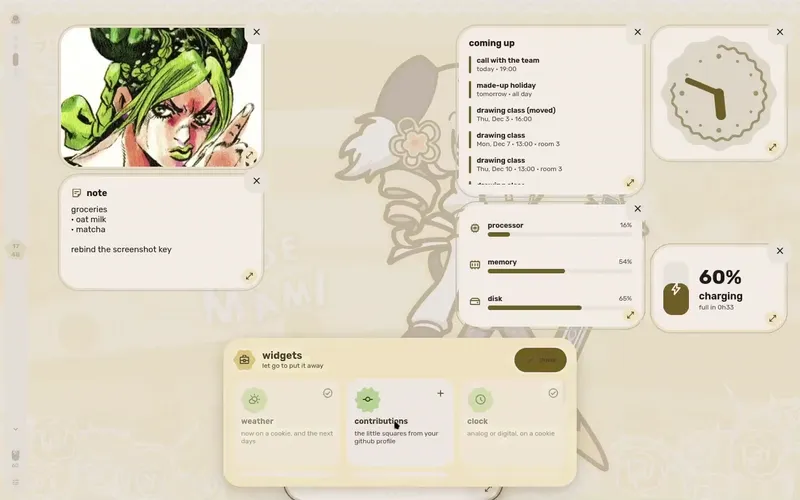 coming up
call with the team
today • 19:00
made-up holiday
tomorrow • all day
drawing class (moved)
Thu, Dec 3 • 16:00
drawing class
Mon, Dec 7 • 13:00 • room 3
drawing class
Thu, Dec 10 • 13:00 • room 3
note
groceries
• oat milk
• matcha
rebind the screenshot key
processor
16%
memory
54%
disk
65%
60%
charging
full in 0h33
MAMI
widgets
let go to put it away
weather
now on a cookie, and the next
days
contributions
the little squares from your
github profile
clock
analog or digital, on a cookie